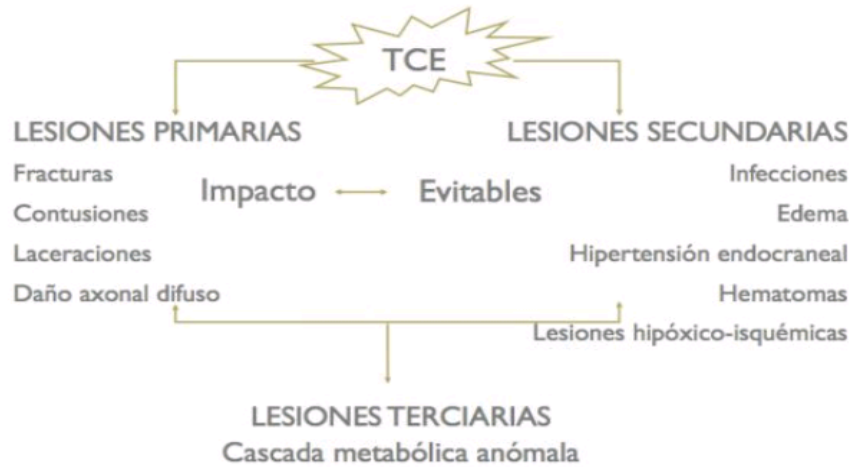 TCE
LESIONES PRIMARIAS
Fracturas
Contusiones
Laceraciones
Daño axonal difuso
Impacto
Evitables
LESIONES SECUNDARIAS
Infecciones
Edema
Hipertensión endocraneal
Hematomas
Lesiones hipóxico-isquémicas
LESIONES TERCIARIAS
Cascada metabólica anómala